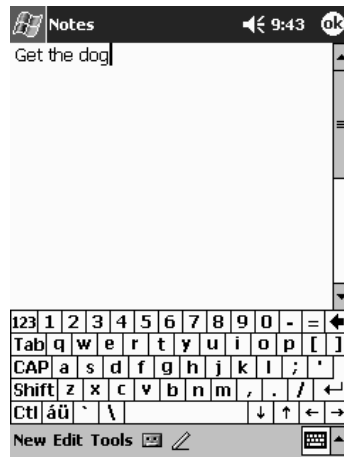 Notes 9:43 ok
Get the dog
123 1 2 3 4 5 6 7 8 9 0 - =
Tab q w e r t y u i o p [ ]
CAP a s d f g h j k l ; '
Shift z x c v b n m , . /
Ctl áü ` \
New Edit Tools